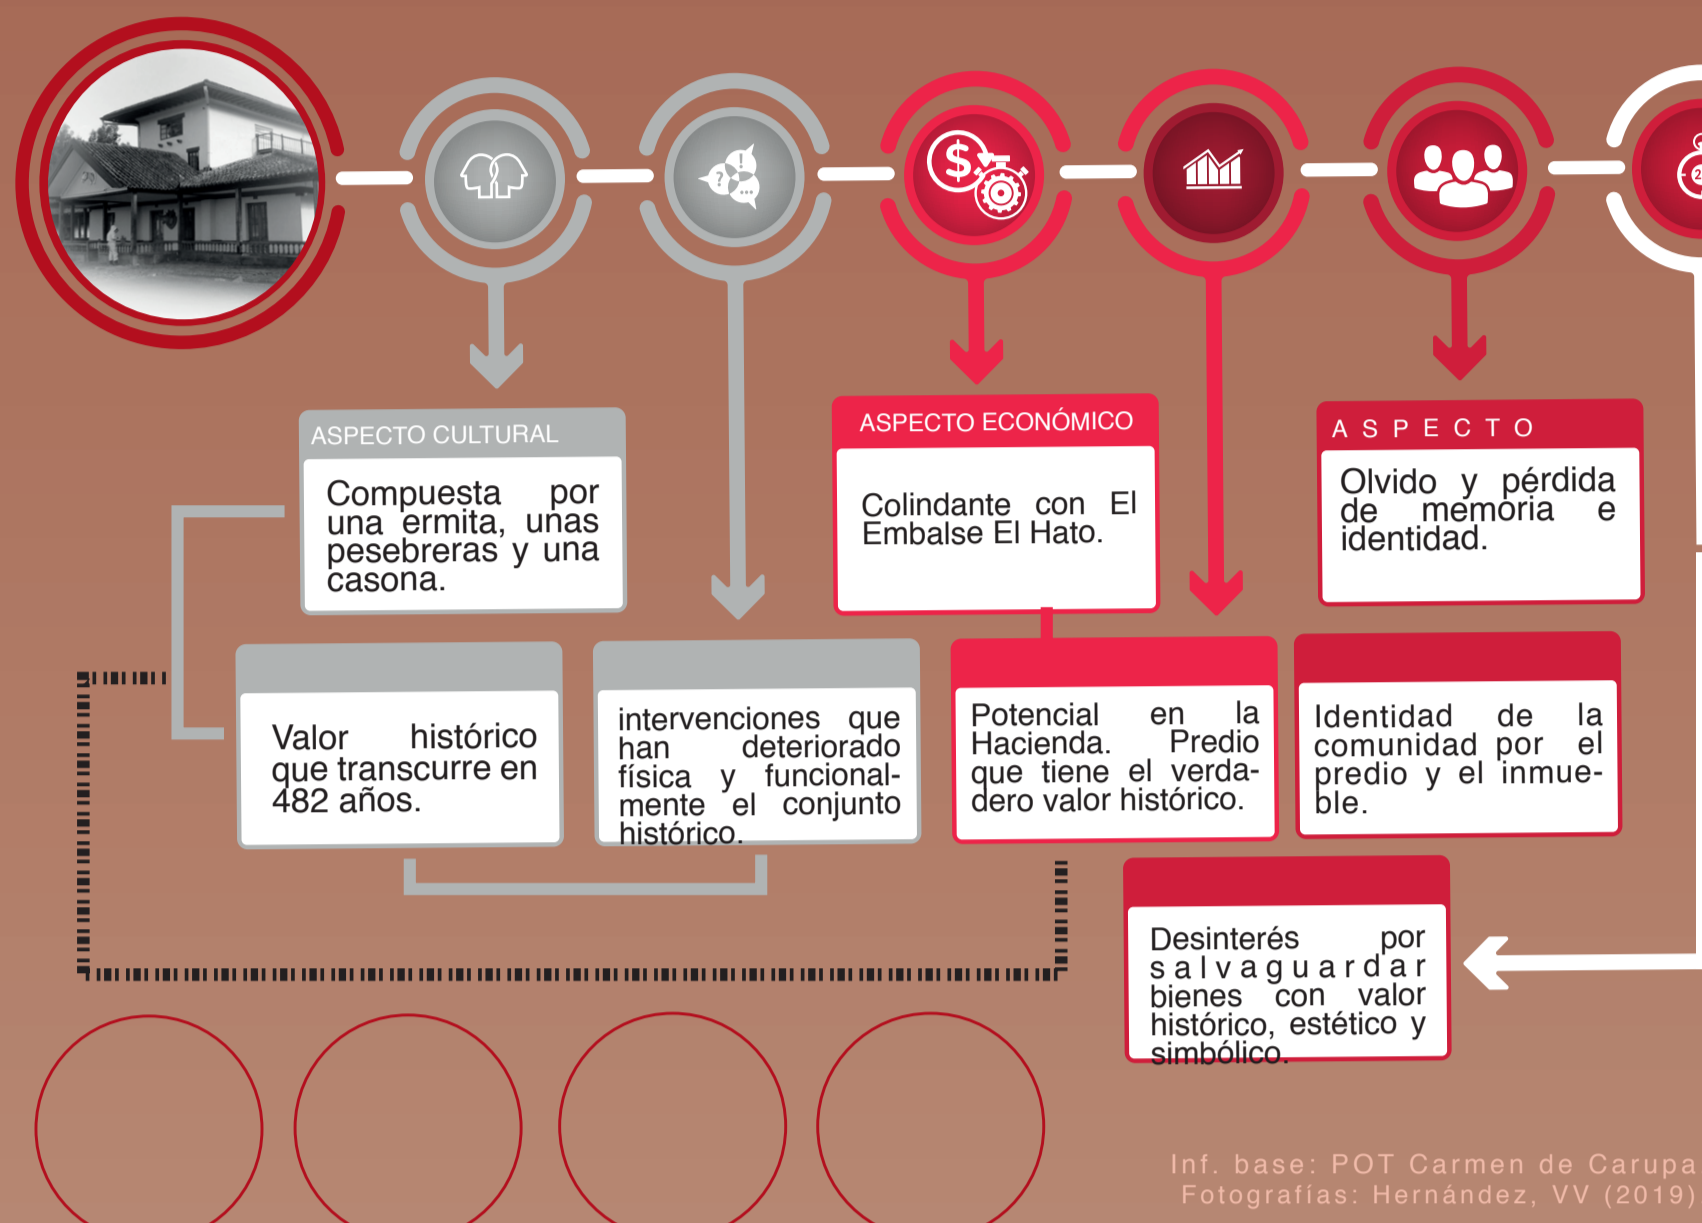 ASPECTO CULTURAL
Compuesta por
una ermita, unas
pesebreras y una
casona.
Valor histórico
que transcurre en
482 años.
intervenciones que
han deteriorado
física y funcional-
mente el conjunto
histórico.
ASPECTO ECONÓMICO
Colindante con El
Embalse El Hato.
Potencial en la
Hacienda. Predio
que tiene el verda-
dero valor histórico.
ASPECTO
Olvido y pérdida
de memoria e
identidad.
Identidad de la
comunidad por el
predio y el inmue-
ble.
Desinterés por
salvaguardar
bienes con valor
histórico, estético y
simbólico.
Inf. base: POT Carmen de Carupa
Fotografías: Hernández, VV (2019)